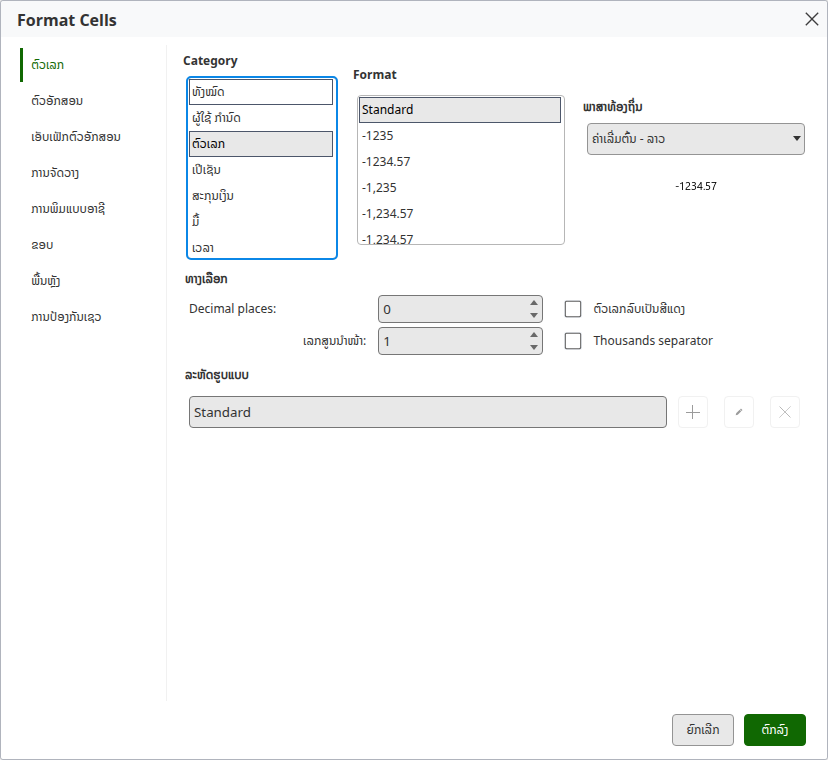 Format Cells
ຕົວເລກ
ຕົວອັກສອນ
ເອັບເຟັກຕົວອັກສອນ
ການຈັດວາງ
ການພິມແບບອາຊີ
ຂອບ
ພື້ນຫຼັງ
ການປ້ອງກັນເຊວ
Category
ທັງໝົດ
ຜູ້ໃຊ້ ກຳນົດ
ຕົວເລກ
ເປີເຊັນ
ສະກຸນເງິນ
ມື້
ເວລາ
Format
Standard
-1235
-1234.57
-1,235
-1,234.57
-1,234.57
ພາສາທ້ອງຖິ່ນ
ຄ່າເລີ່ມຕົ້ນ - ລາວ
-1234.57
ທາງເລືອກ
Decimal places:
0
ຕົວເລກລົບເປັນສີແດງ
ເລກສູນນຳໜ້າ:
1
Thousands separator
ລະຫັດຮູບແບບ
Standard
ຍົກເລີກ
ຕົກລົງ